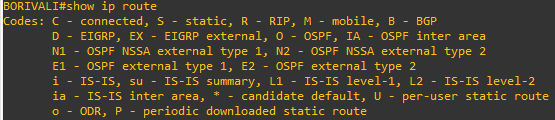 BORIVALI#show ip route
Codes: C - connected, S - static, R - RIP, M - mobile, B - BGP
D - EIGRP, EX - EIGRP external, O - OSPF, IA - OSPF inter area
N1 - OSPF NSSA external type 1, N2 - OSPF NSSA external type 2
E1 - OSPF external type 1, E2 - OSPF external type 2
i - IS-IS, su - IS-IS summary, L1 - IS-IS level-1, L2 - IS-IS level-2
ia - IS-IS inter area, * - candidate default, U - per-user static route
o - ODR, P - periodic downloaded static route